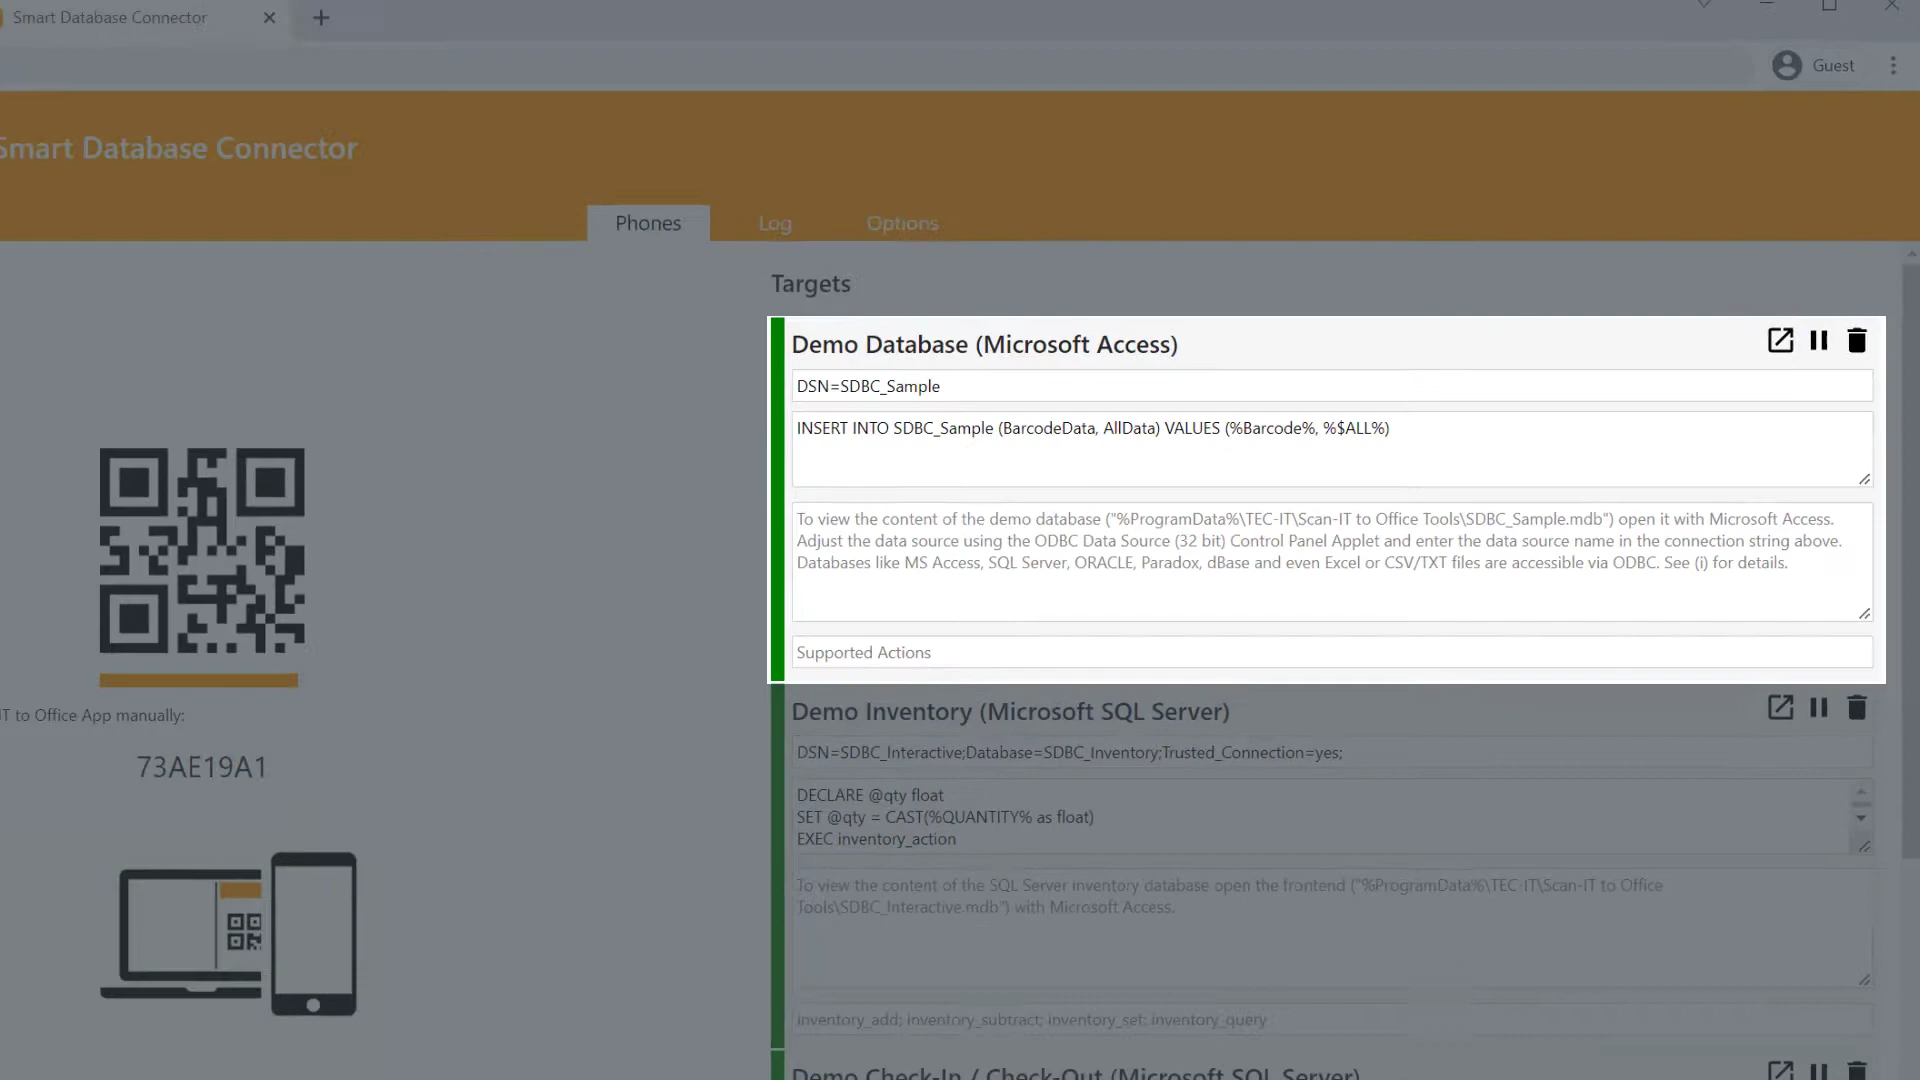 Smart Database Connector
Guest
Smart Database Connector
Phones
Log
Options
Targets
Demo Database (Microsoft Access)
DSN=SDBC_Sample
INSERT INTO SDBC_Sample (BarcodeData, AllData) VALUES (%Barcode%, %$ALL%)
To view the content of the demo database ("%ProgramData%\TEC-IT\Scan-IT to Office Tools\SDBC_Sample.mdb") open it with Microsoft Access.
Adjust the data source using the ODBC Data Source (32 bit) Control Panel Applet and enter the data source name in the connection string above.
Databases like MS Access, SQL Server, ORACLE, Paradox, dBase and even Excel or CSV/TXT files are accessible via ODBC. See (i) for details.
Supported Actions
T to Office App manually:
73AE19A1
Demo Inventory (Microsoft SQL Server)
DSN=SDBC_Interactive;Database=SDBC_Inventory;Trusted_Connection=yes;
DECLARE @qty float
SET @qty = CAST(%QUANTITY% as float)
EXEC inventory_action
To view the content of the SQL Server inventory database open the frontend ("%ProgramData%\TEC-IT\Scan-IT to Office
Tools\SDBC_Interactive.mdb") with Microsoft Access.
inventory_add; inventory_subtract; inventory_set; inventory_query
Demo Check-In / Check-Out (Microsoft SQL Server)